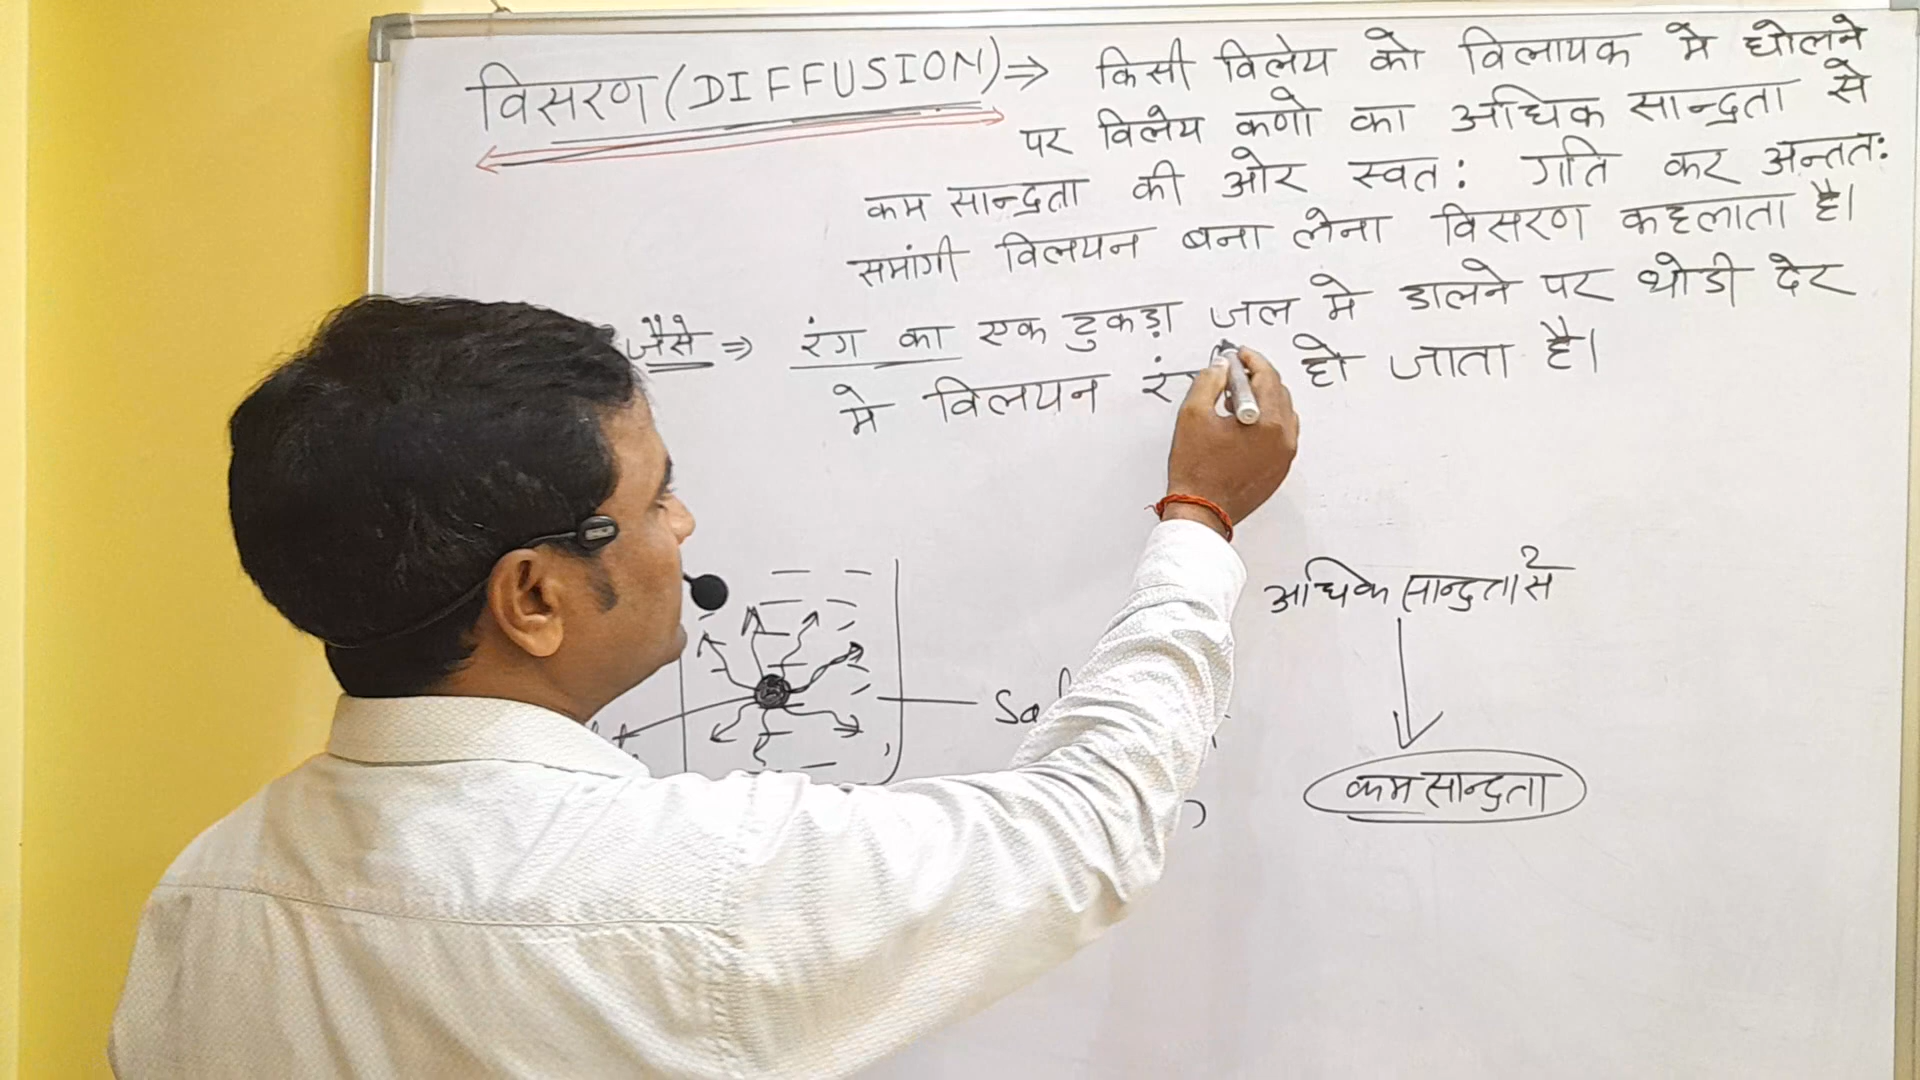 विसरण (DIFFUSION) ⇒ किसी विलेय को विलायक मे घोलने
पर विलेय कणो का अधिक सान्द्रता से
कम सान्द्रता की ओर स्वत: गति कर अन्तत:
समांगी विलयन बना लेना विसरण कहलाता है।
जैसे ⇒ रंग का एक टुकड़ा जल मे डालने पर थोडी देर
मे विलयन हो जाता है।
अधिक सान्द्रता से
कम सान्द्रता